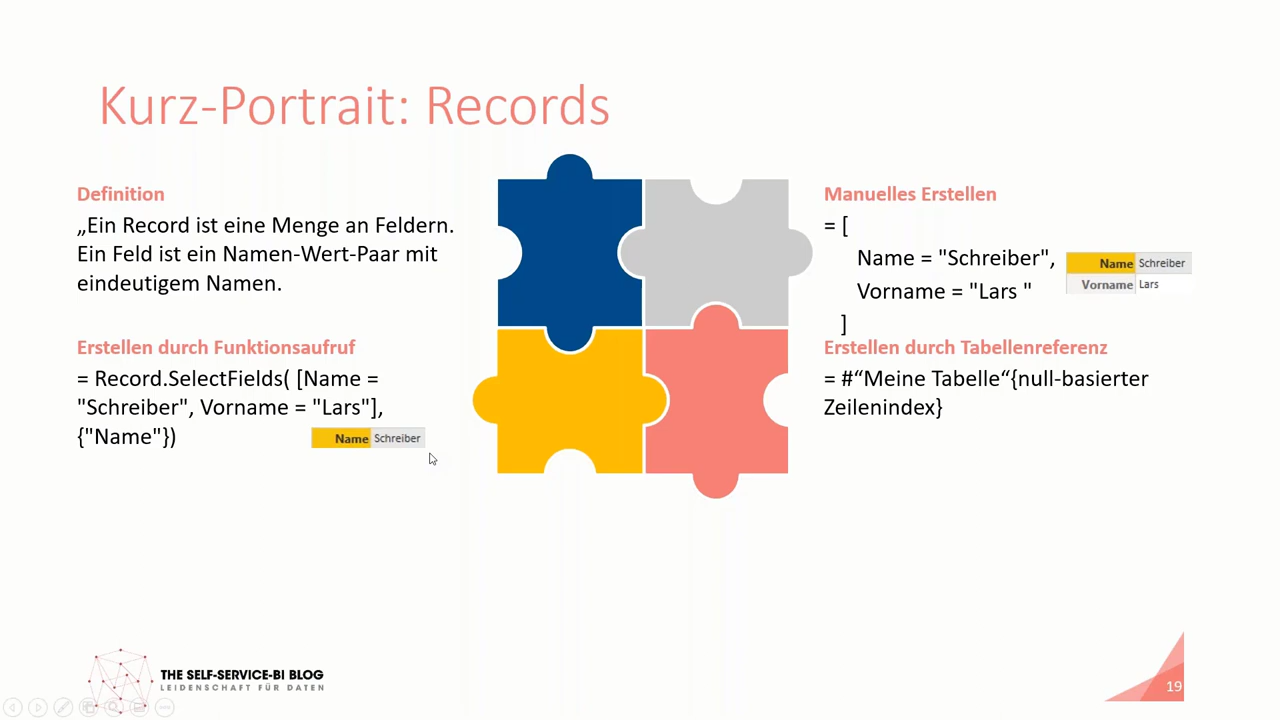 Kurz-Portrait: Records
Definition
„Ein Record ist eine Menge an Feldern.
Ein Feld ist ein Namen-Wert-Paar mit
eindeutigem Namen.
Erstellen durch Funktionsaufruf
= Record.SelectFields( [Name =
"Schreiber", Vorname = "Lars"],
{"Name"})
Name Schreiber
Manuelles Erstellen
= [
Name = "Schreiber",
Vorname = "Lars "
]
Name Schreiber
Vorname Lars
Erstellen durch Tabellenreferenz
= #“Meine Tabelle“{null-basierter
Zeilenindex}
THE SELF-SERVICE-BI BLOG
LEIDENSCHAFT FÜR DATEN
19